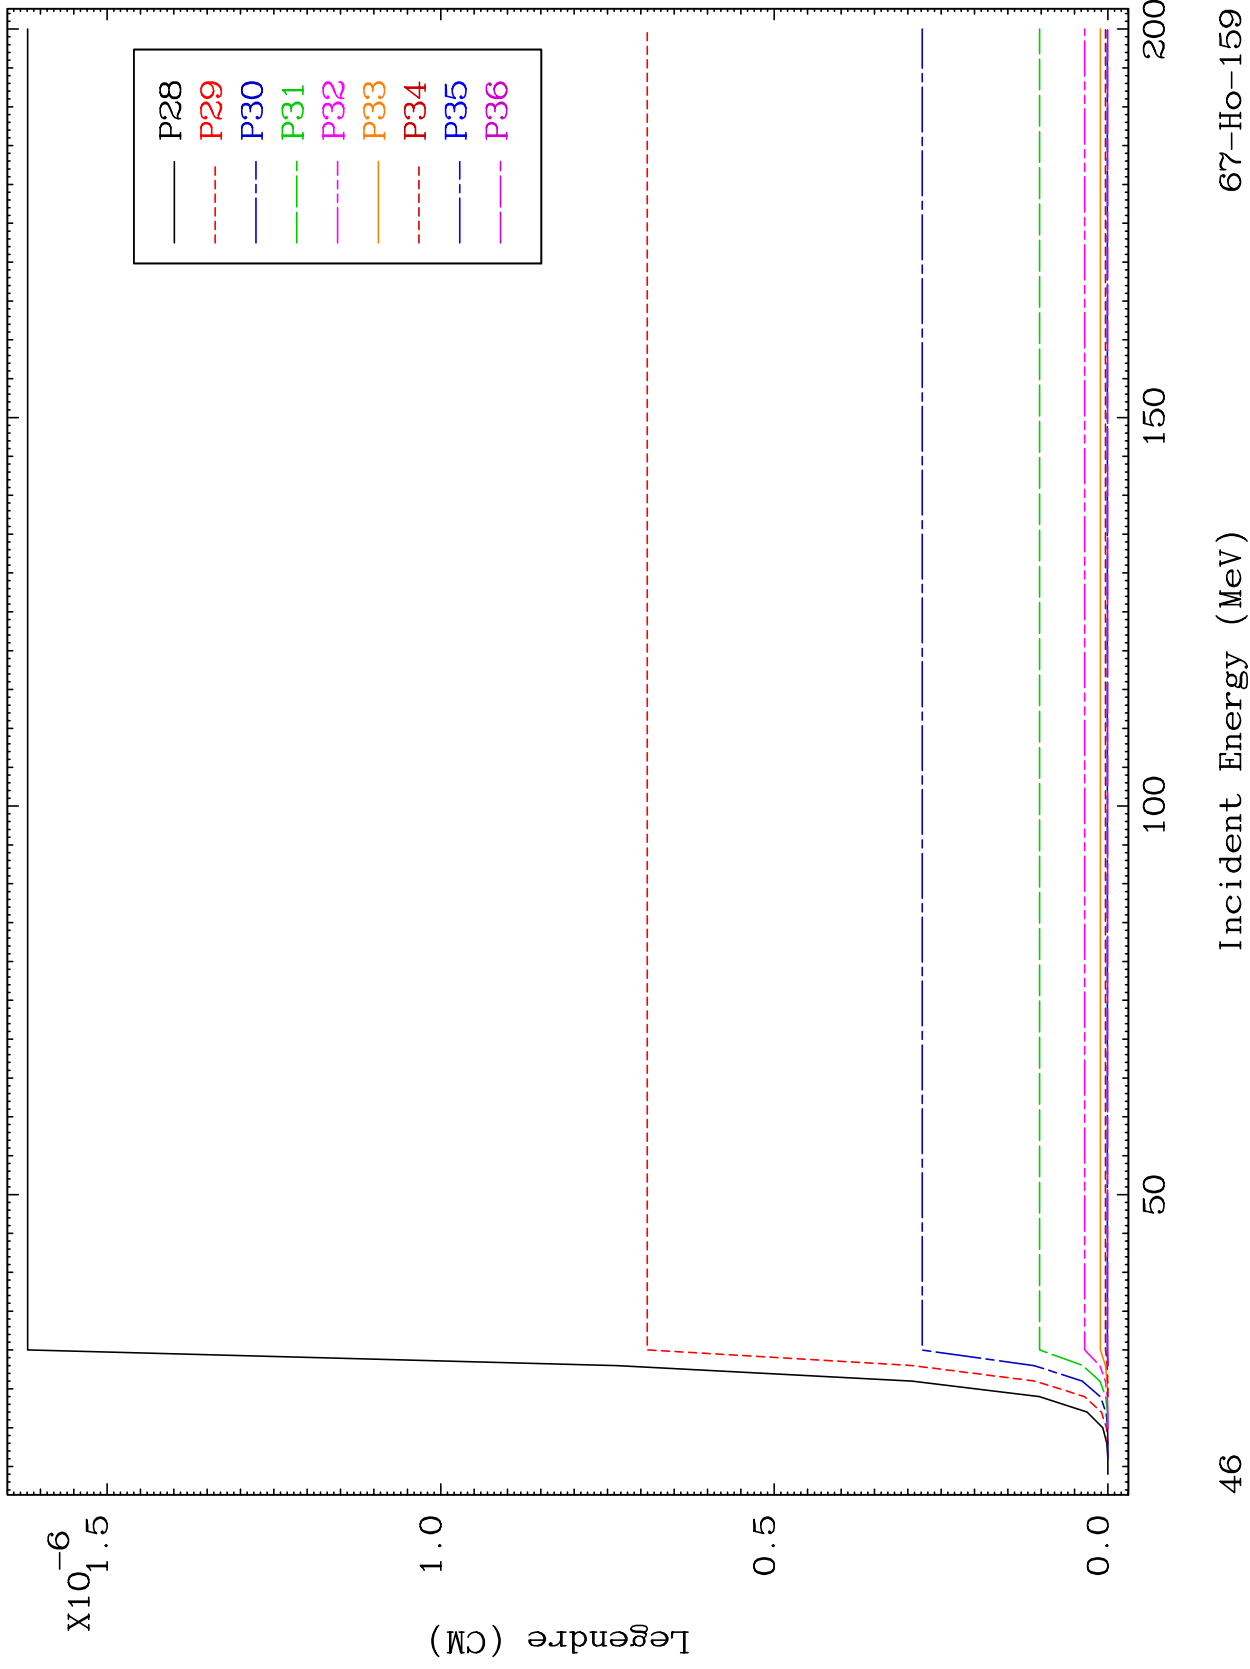 X10-6
1.5
1.0
0.5
0.0
Legendre (CM)
P28
P29
P30
P31
P32
P33
P34
P35
P36
50
100
150
200
Incident Energy (MeV)
46
67-Ho-159